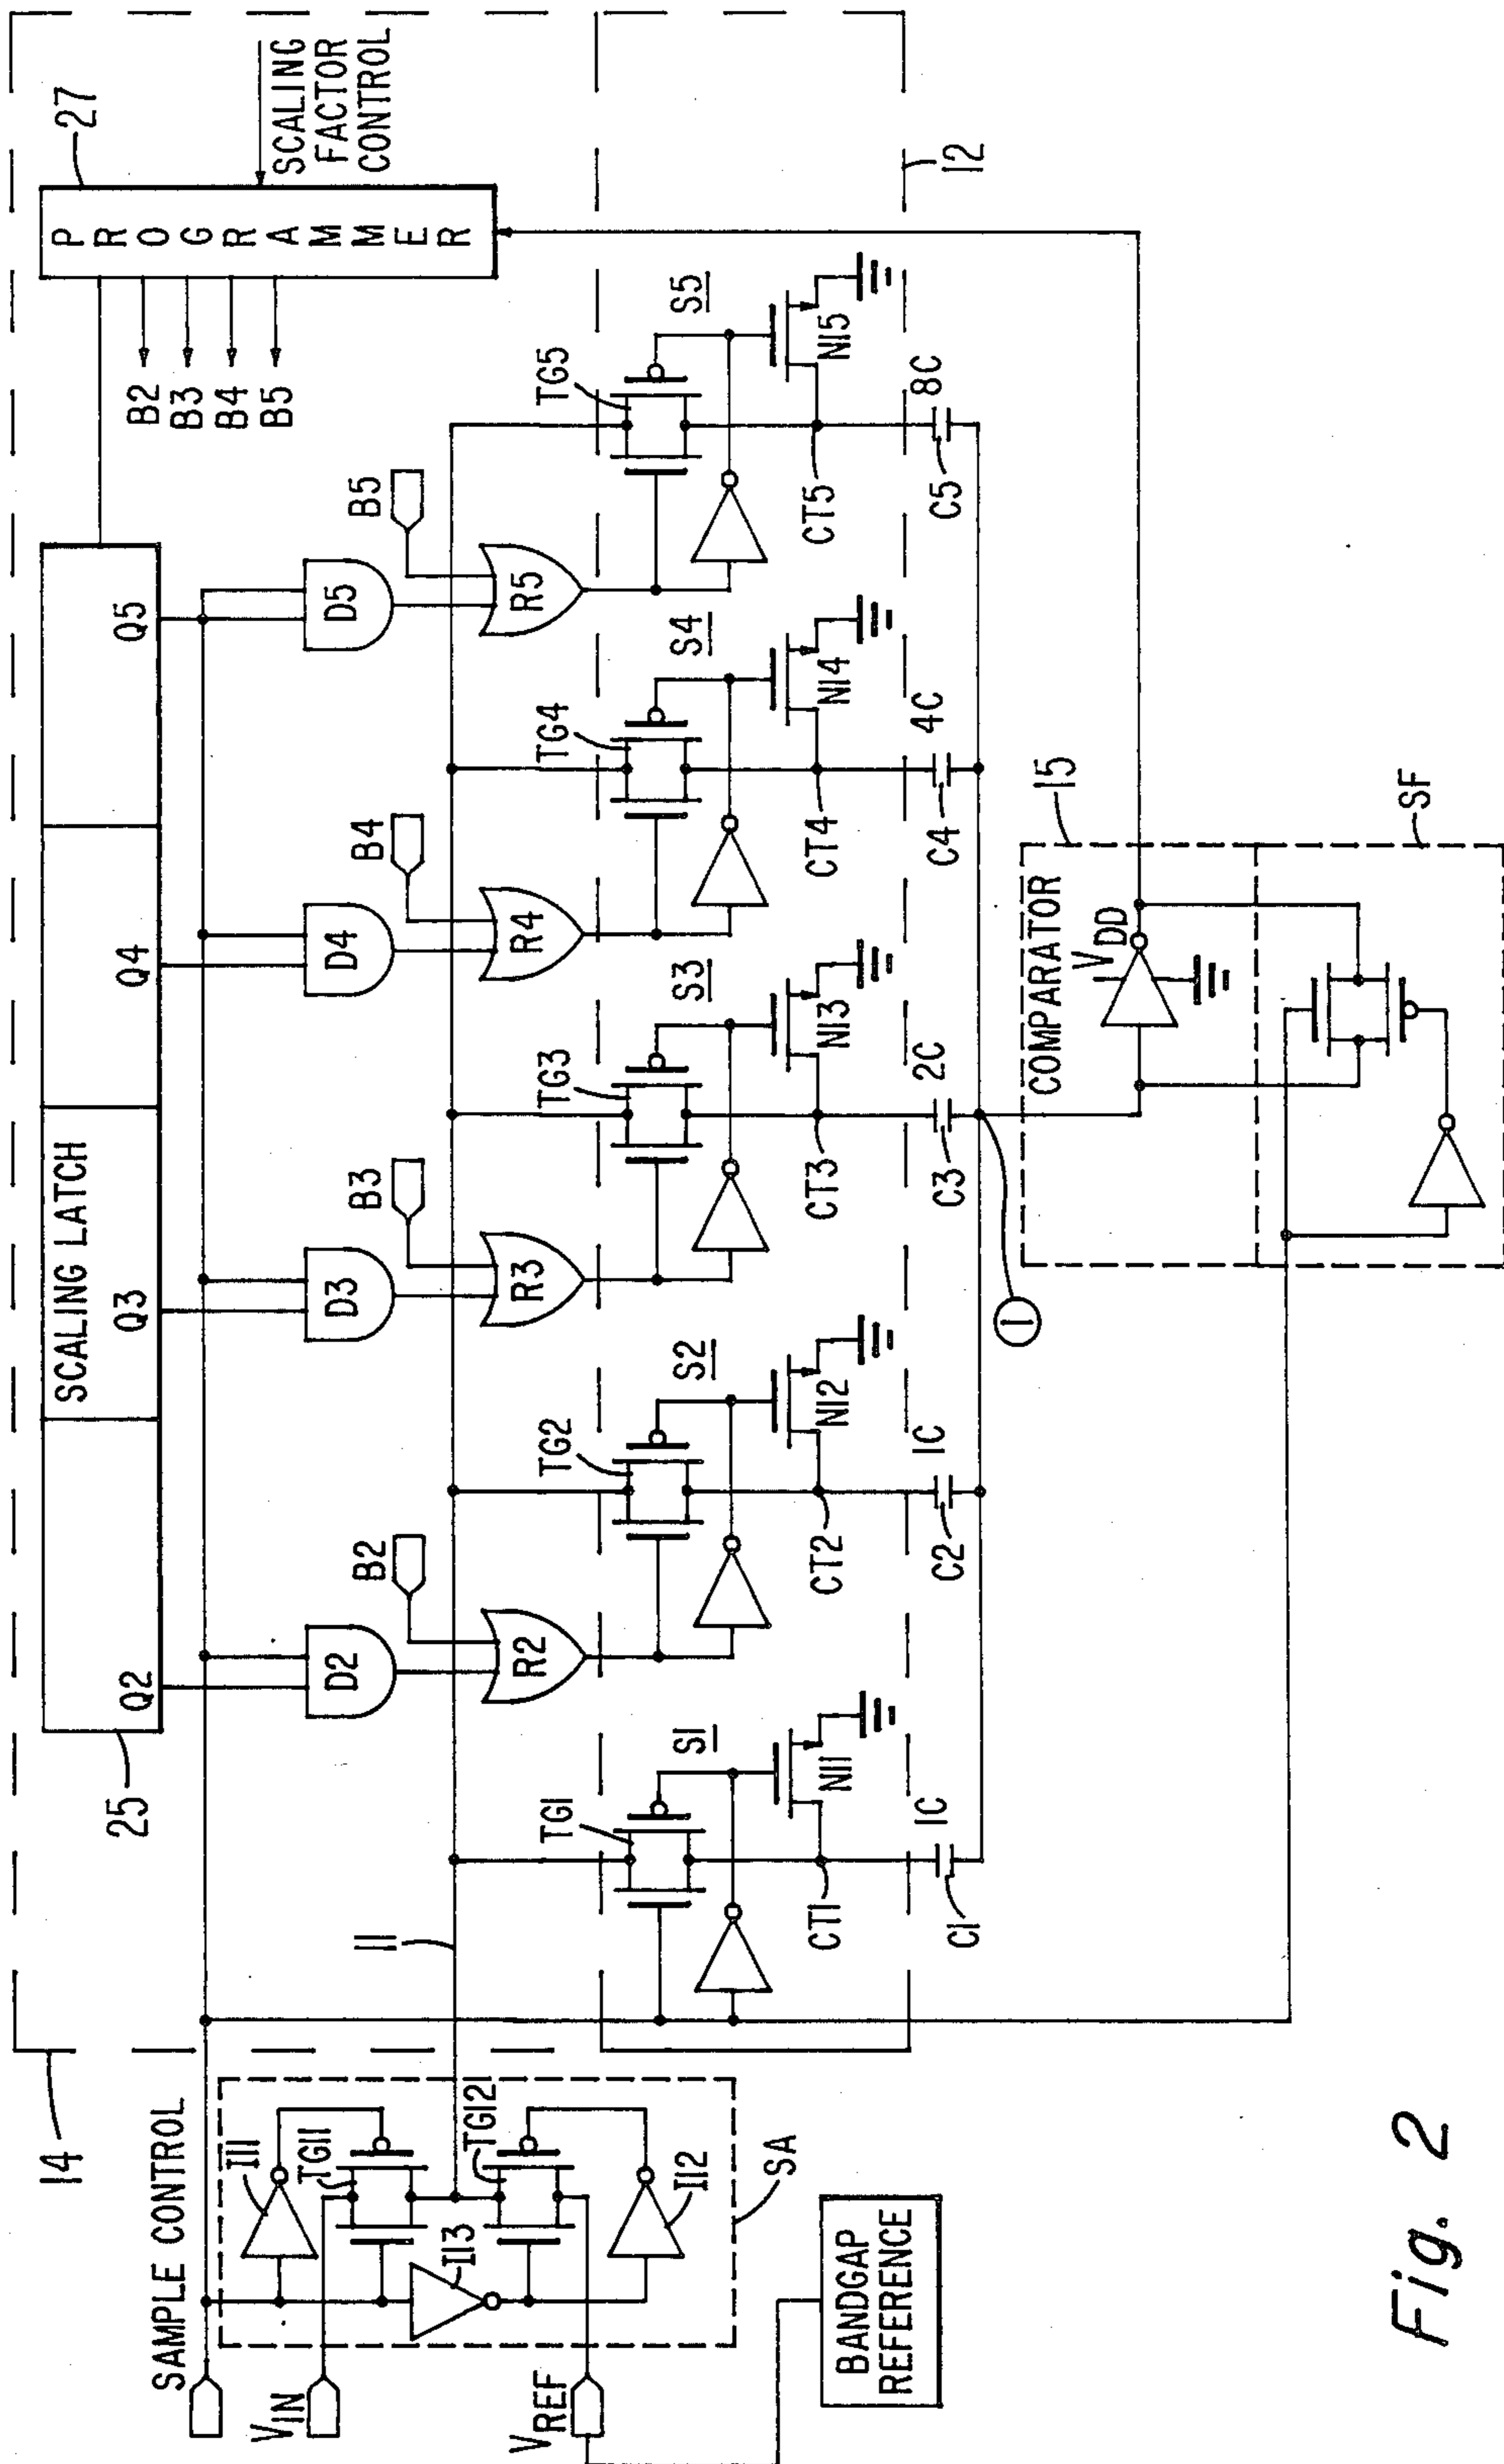 14
SAMPLE CONTROL
VIN
VREF
I11
TG11
I13
TG12
I12
SA
BANDGAP
REFERENCE
11
25
SCALING LATCH
Q2
Q3
Q4
Q5
27
PROGRAMMER
SCALING
FACTOR
CONTROL
B2
B3
B4
B5
D2
D3
D4
D5
B2
B3
B4
B5
R2
R3
R4
R5
TG1
TG2
TG3
TG4
TG5
S1
S2
S3
S4
S5
N11
N12
N13
N14
N15
CT1
CT2
CT3
CT4
CT5
12
C1
1C
C2
1C
C3
2C
C4
4C
C5
8C
1
COMPARATOR
15
VDD
SF
Fig. 2